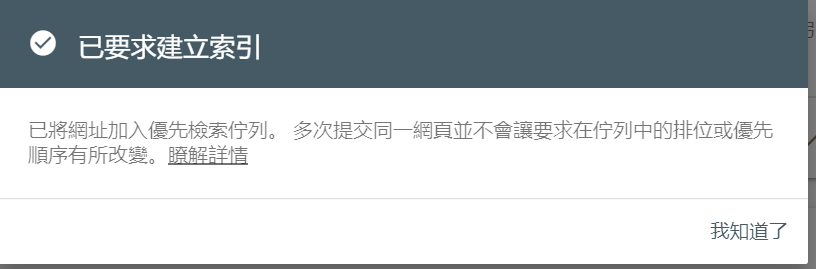 已要求建立索引
已將網址加入優先檢索佇列。 多次提交同一網頁並不會讓要求在佇列中的排位或優先
順序有所改變。瞭解詳情
我知道了